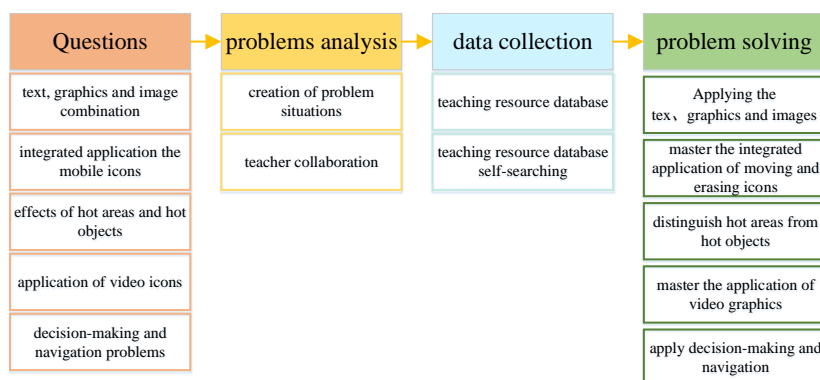 Questions
text, graphics and image
combination
integrated application the
mobile icons
effects of hot areas and hot
objects
application of video icons
decision-making and
navigation problems
problems analysis
creation of problem
situations
teacher collaboration
data collection
teaching resource database
teaching resource database
self-searching
problem solving
Applying the
tex、graphics and images
master the integrated
application of moving and
erasing icons
distinguish hot areas from
hot objects
master the application of
video graphics
apply decision-making and
navigation